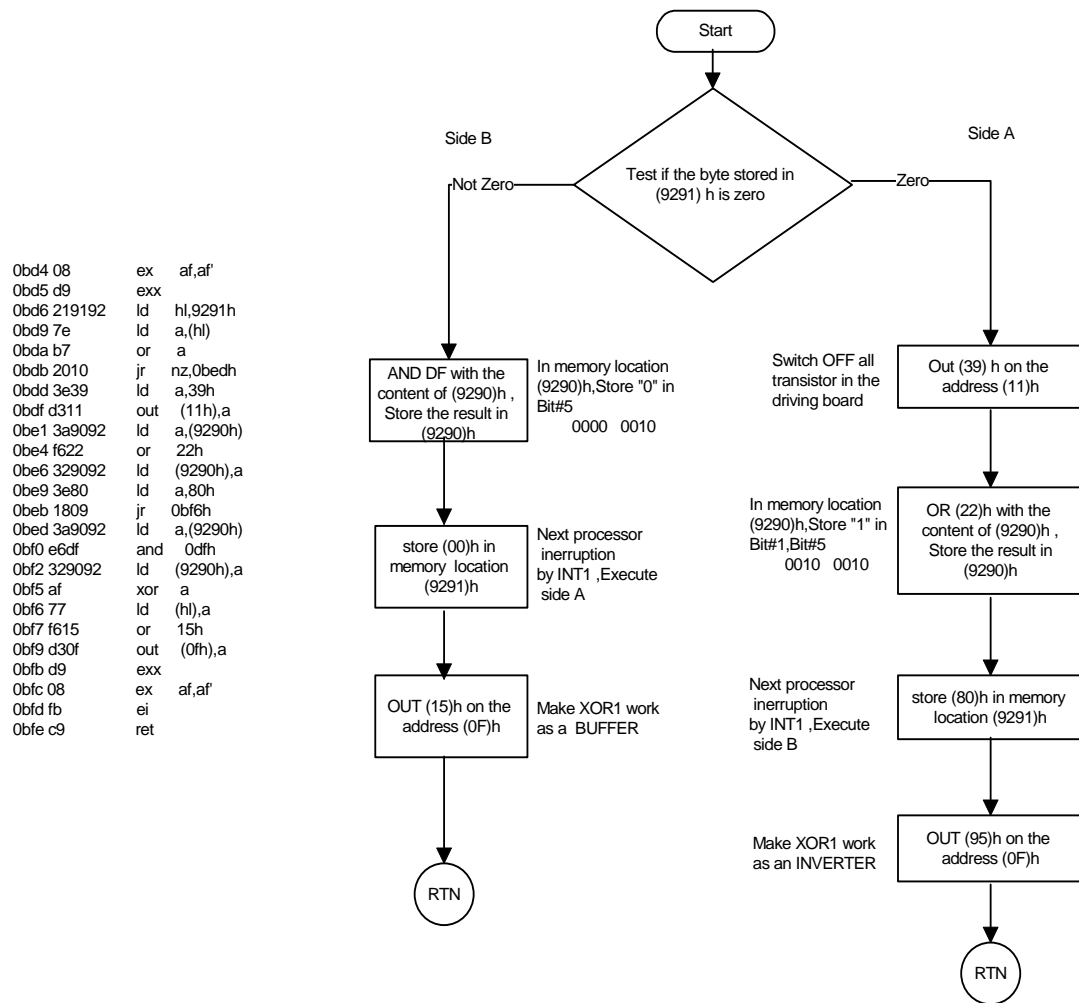 Start
Side B
Side A
Test if the byte stored in
(9291) h is zero
Not Zero
Zero
0bd4 08 ex af,af'
0bd5 d9 exx
0bd6 219192 ld hl,9291h
0bd9 7e ld a,(hl)
0bda b7 or a
0bdb 2010 jr nz,0bedh
0bdd 3e39 ld a,39h
0bdf d311 out (11h),a
0be1 3a9092 ld a,(9290h)
0be4 f622 or 22h
0be6 329092 ld (9290h),a
0be9 3e80 ld a,80h
0beb 1809 jr 0bf6h
0bed 3a9092 ld a,(9290h)
0bf0 e6df and 0dfh
0bf2 329092 ld (9290h),a
0bf5 af xor a
0bf6 77 ld (hl),a
0bf7 f615 or 15h
0bf9 d30f out (0fh),a
0bfb d9 exx
0bfc 08 ex af,af'
0bfd fb ei
0bfe c9 ret
AND DF with the
content of (9290)h ,
Store the result in
(9290)h
In memory location
(9290)h,Store "0" in
Bit#5
0000 0010
store (00)h in
memory location
(9291)h
Next processor
inerruption
by INT1 ,Execute
side A
OUT (15)h on the
address (0F)h
Make XOR1 work
as a BUFFER
RTN
Switch OFF all
transistor in the
driving board
Out (39) h on the
address (11)h
In memory location
(9290)h,Store "1" in
Bit#1,Bit#5
0010 0010
OR (22)h with the
content of (9290)h ,
Store the result in
(9290)h
Next processor
inerruption
by INT1 ,Execute
side B
store (80)h in memory
location (9291)h
Make XOR1 work
as an INVERTER
OUT (95)h on the
address (0F)h
RTN